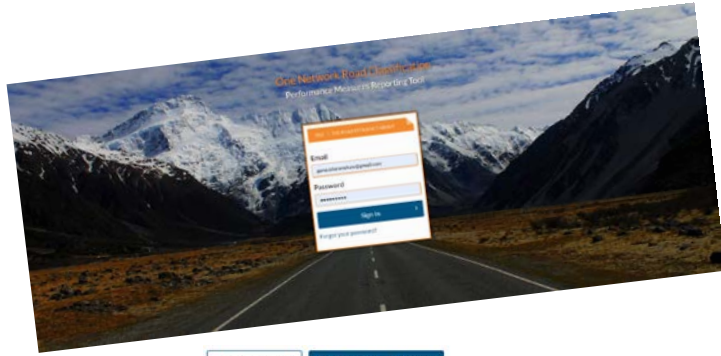 One Network Road Classification
Performance Measures Reporting Tool
Email
Password
Sign in
Forgot your password?